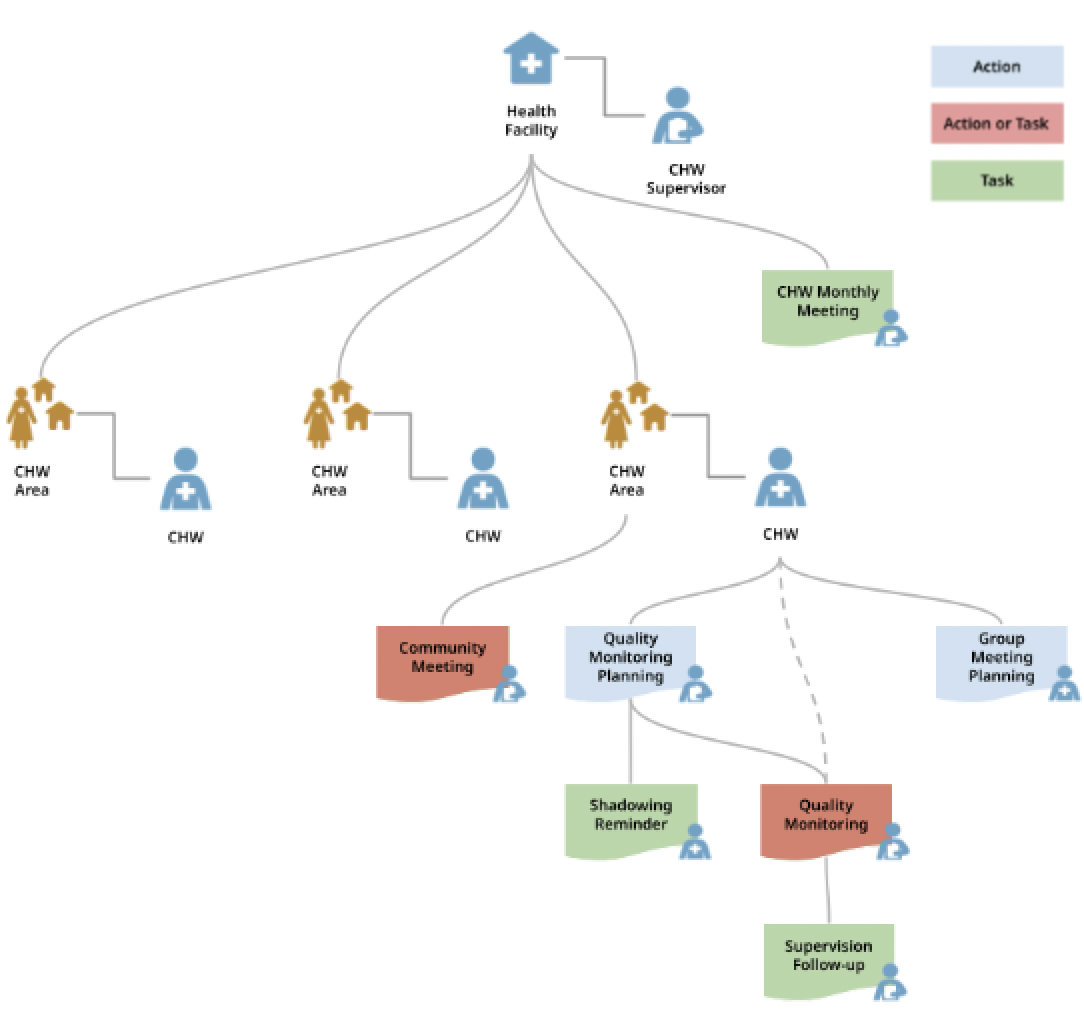 Health
Facility
CHW
Supervisor
Action
Action or Task
Task
CHW Monthly
Meeting
CHW
Area
CHW
CHW
Area
CHW
CHW
Area
CHW
Community
Meeting
Quality
Monitoring
Planning
Group
Meeting
Planning
Shadowing
Reminder
Quality
Monitoring
Supervision
Follow-up